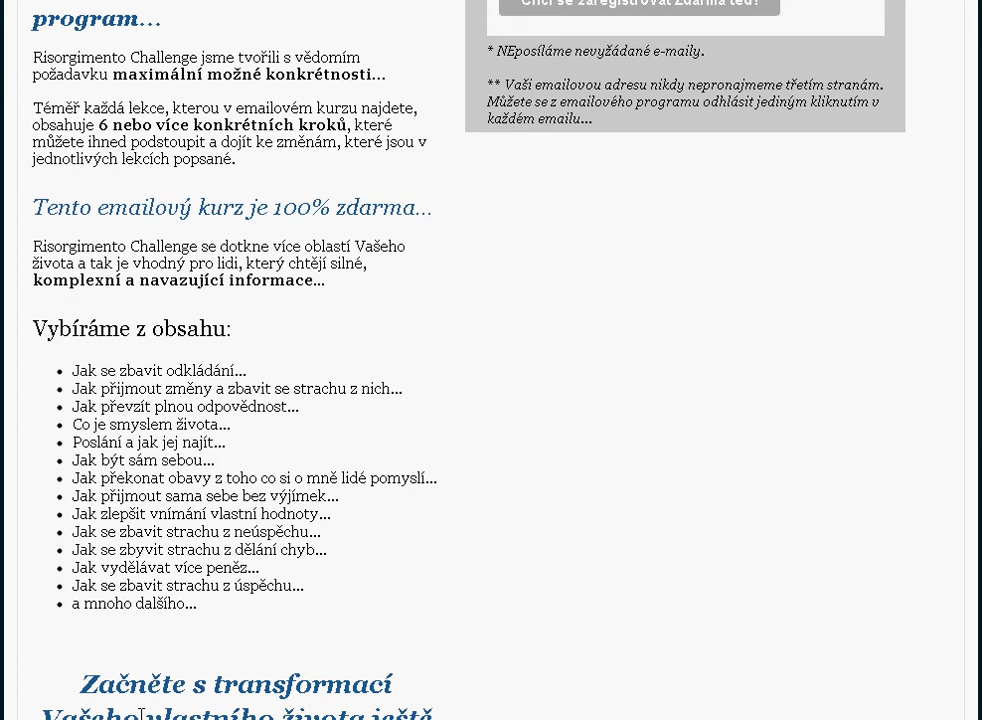 program...
Risorgimento Challenge jsme tvořili s vědomím
požadavku maximální možné konkrétnosti...
Téměř každá lekce, kterou v emailovém kurzu najdete,
obsahuje 6 nebo více konkrétních kroků, které
můžete ihned podstoupit a dojít ke změnám, které jsou v
jednotlivých lekcích popsané.
Tento emailový kurz je 100% zdarma...
Risorgimento Challenge se dotkne více oblastí Vašeho
života a tak je vhodný pro lidi, který chtějí silné,
komplexní a navazující informace...
Vybíráme z obsahu:
• Jak se zbavit odkládání...
• Jak přijmout změny a zbavit se strachu z nich...
• Jak převzít plnou odpovědnost...
• Co je smyslem života...
• Poslání a jak jej najít...
• Jak být sám sebou...
• Jak překonat obavy z toho co si o mně lidé pomyslí...
• Jak přijmout sama sebe bez výjimek...
• Jak zlepšit vnímání vlastní hodnoty...
• Jak se zbavit strachu z neúspěchu...
• Jak se zbyvit strachu z dělání chyb...
• Jak vydělávat více peněz...
• Jak se zbavit strachu z úspěchu...
• a mnoho dalšího...
Začněte s transformací
Vašeho vlastního života ještě
Chci se zaregistrovat Zdarma teď!
* NEposíláme nevyžádané e-maily.
** Vaši emailovou adresu nikdy nepronajmeme třetím stranám.
Můžete se z emailového programu odhlásit jediným kliknutím v
každém emailu...